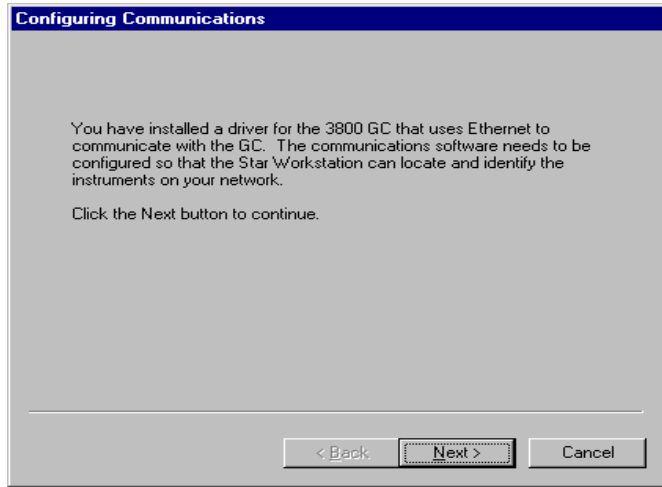 Configuring Communications
You have installed a driver for the 3800 GC that uses Ethernet to
communicate with the GC. The communications software needs to be
configured so that the Star Workstation can locate and identify the
instruments on your network.
Click the Next button to continue.
< Back
Next >
Cancel